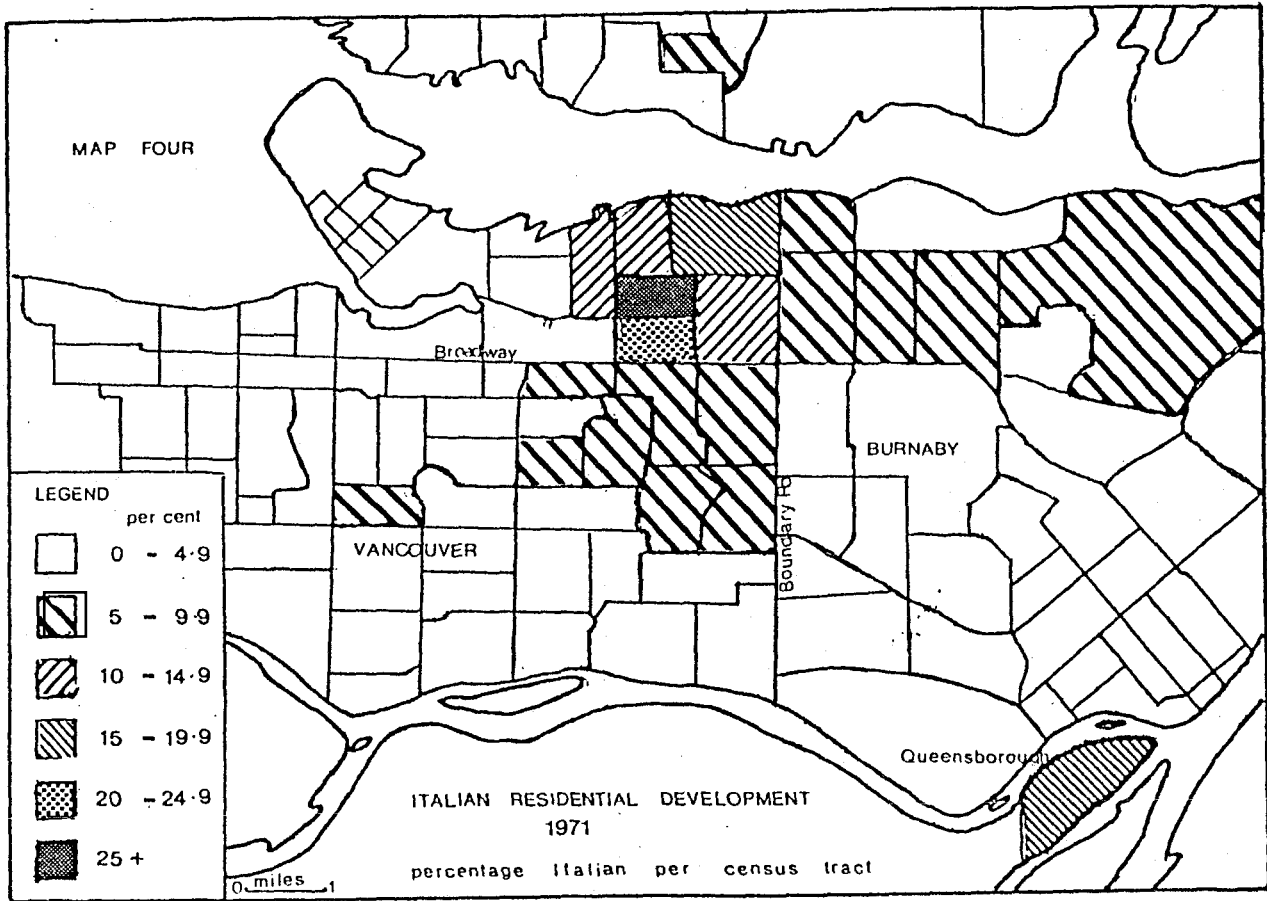 MAP FOUR
Broadway
BURNABY
Boundary Rd
VANCOUVER
LEGEND
per cent
0 - 4·9
5 - 9·9
10 - 14·9
15 - 19·9
20 - 24·9
25 +
0 miles 1
Queensborough
ITALIAN RESIDENTIAL DEVELOPMENT
1971
percentage Italian per census tract